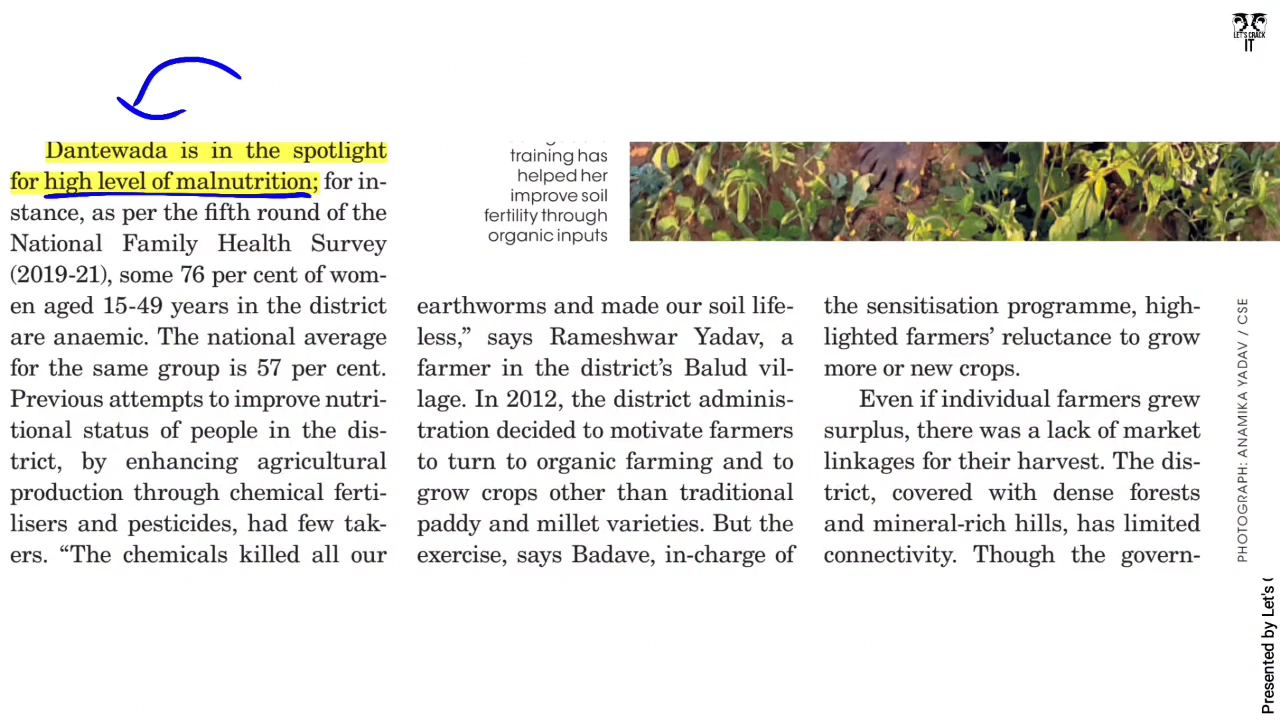 LET'S CRACK
IT
Dantewada is in the spotlight
for high level of malnutrition; for in-
stance, as per the fifth round of the
National Family Health Survey
(2019-21), some 76 per cent of wom-
en aged 15-49 years in the district
are anaemic. The national average
for the same group is 57 per cent.
Previous attempts to improve nutri-
tional status of people in the dis-
trict, by enhancing agricultural
production through chemical ferti-
lisers and pesticides, had few tak-
ers. “The chemicals killed all our
training has
helped her
improve soil
fertility through
organic inputs
earthworms and made our soil life-
less,” says Rameshwar Yadav, a
farmer in the district’s Balud vil-
lage. In 2012, the district adminis-
tration decided to motivate farmers
to turn to organic farming and to
grow crops other than traditional
paddy and millet varieties. But the
exercise, says Badave, in-charge of
the sensitisation programme, high-
lighted farmers’ reluctance to grow
more or new crops.
Even if individual farmers grew
surplus, there was a lack of market
linkages for their harvest. The dis-
trict, covered with dense forests
and mineral-rich hills, has limited
connectivity. Though the govern-
PHOTOGRAPH: ANAMIKA YADAV / CSE
Presented by Let's